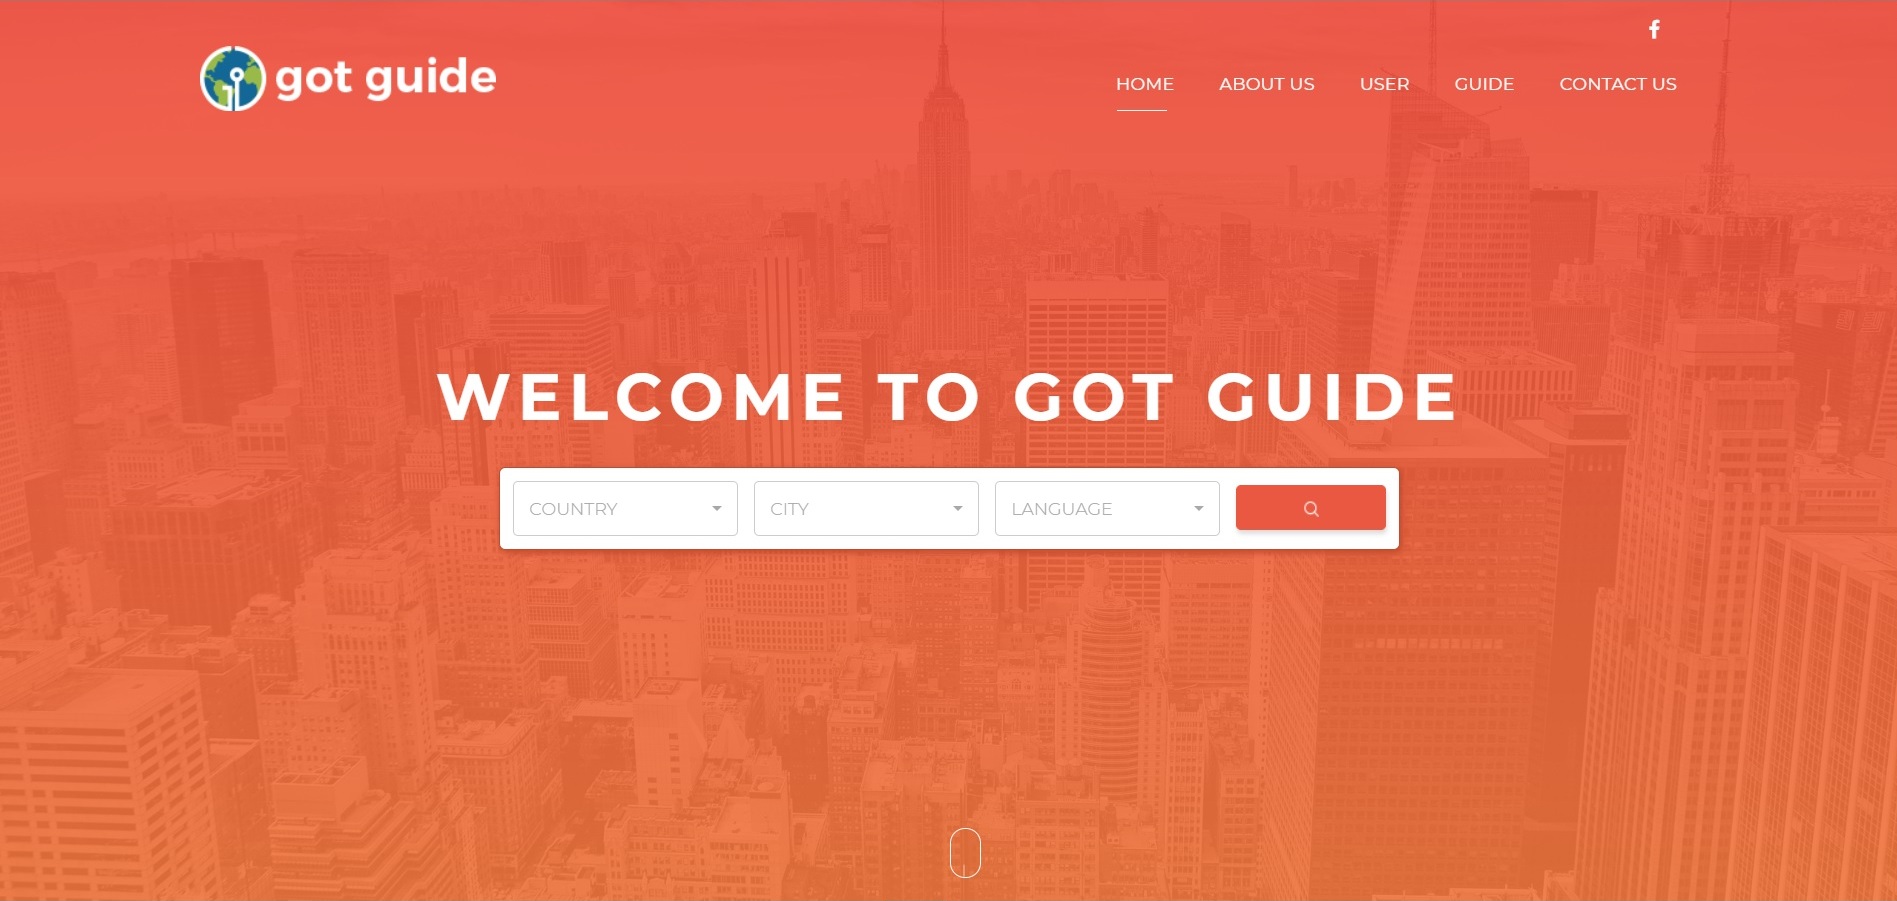 got guide
HOME ABOUT US USER GUIDE CONTACT US
WELCOME TO GOT GUIDE
COUNTRY CITY LANGUAGE